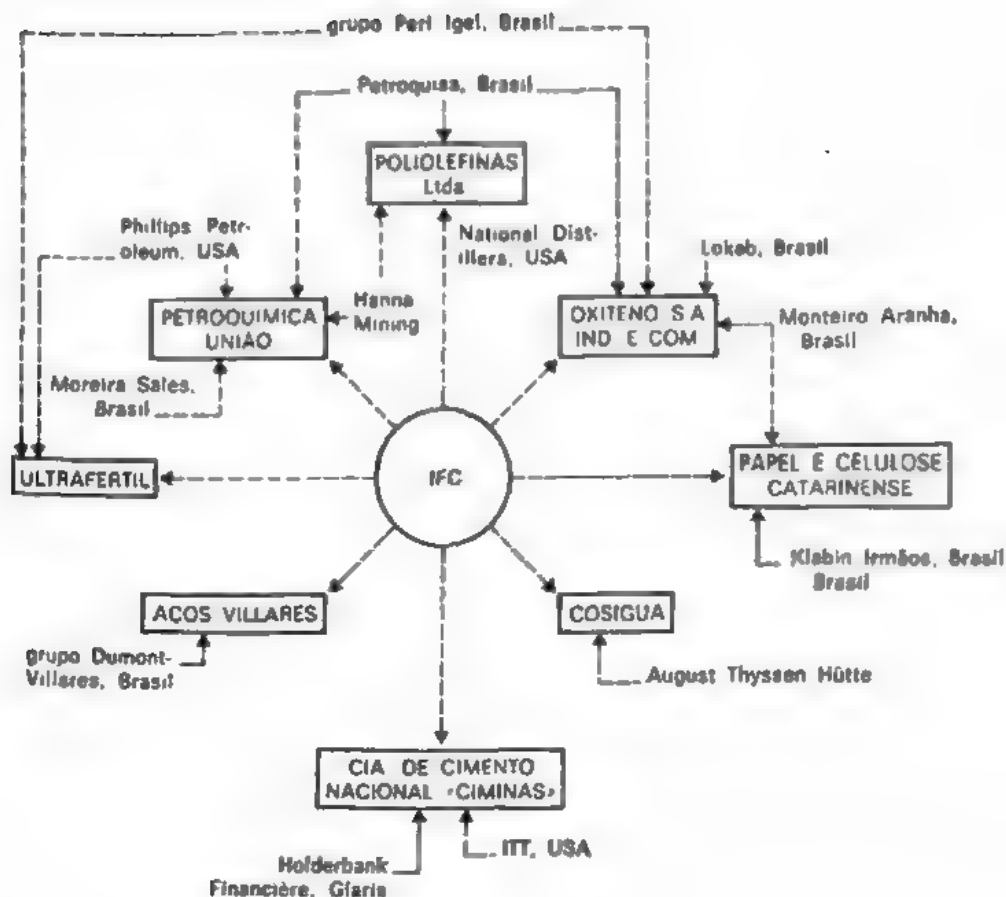 grupo Peri Igel, Brasil
Petroquisa, Brasil
POLIOLEFINAS
Ltda
Phillips Petr-
oleum, USA
National Dist-
illers, USA
Lokab, Brasil
Hanna
Mining
PETROQUIMICA
UNIÃO
OXITENO S A
IND E COM
Monteiro Aranha,
Brasil
Moreira Sales,
Brasil
ULTRAFERTIL
IFC
PAPEL E CELULOSE
CATARINENSE
Klabin Irmãos, Brasil
Brasil
AÇOS VILLARES
COSIGUA
grupo Dumont-
Villares, Brasil
August Thyssen Hütte
CIA DE CIMENTO
NACIONAL «CIMINAS»
ITT, USA
Holderbank
Financière, Glaris